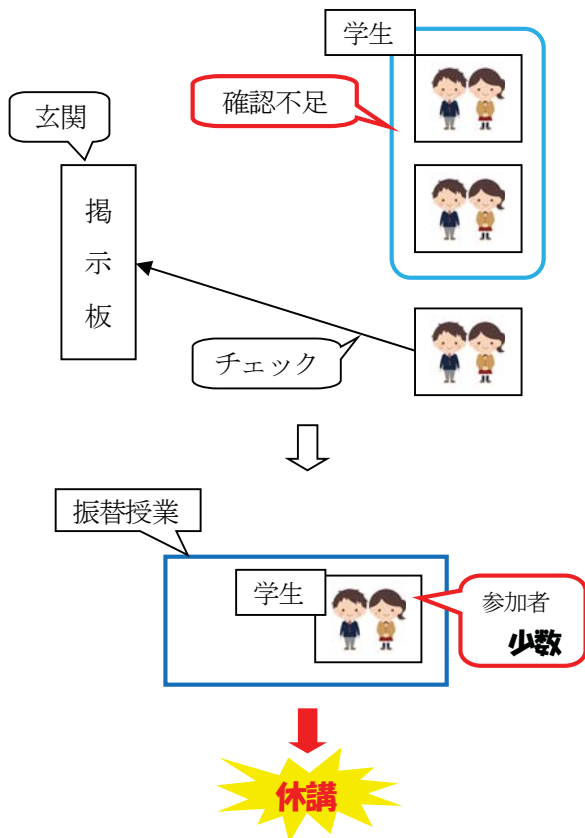 学生
確認不足
玄関
掲示板
チェック
振替授業
学生
参加者
少数
休講